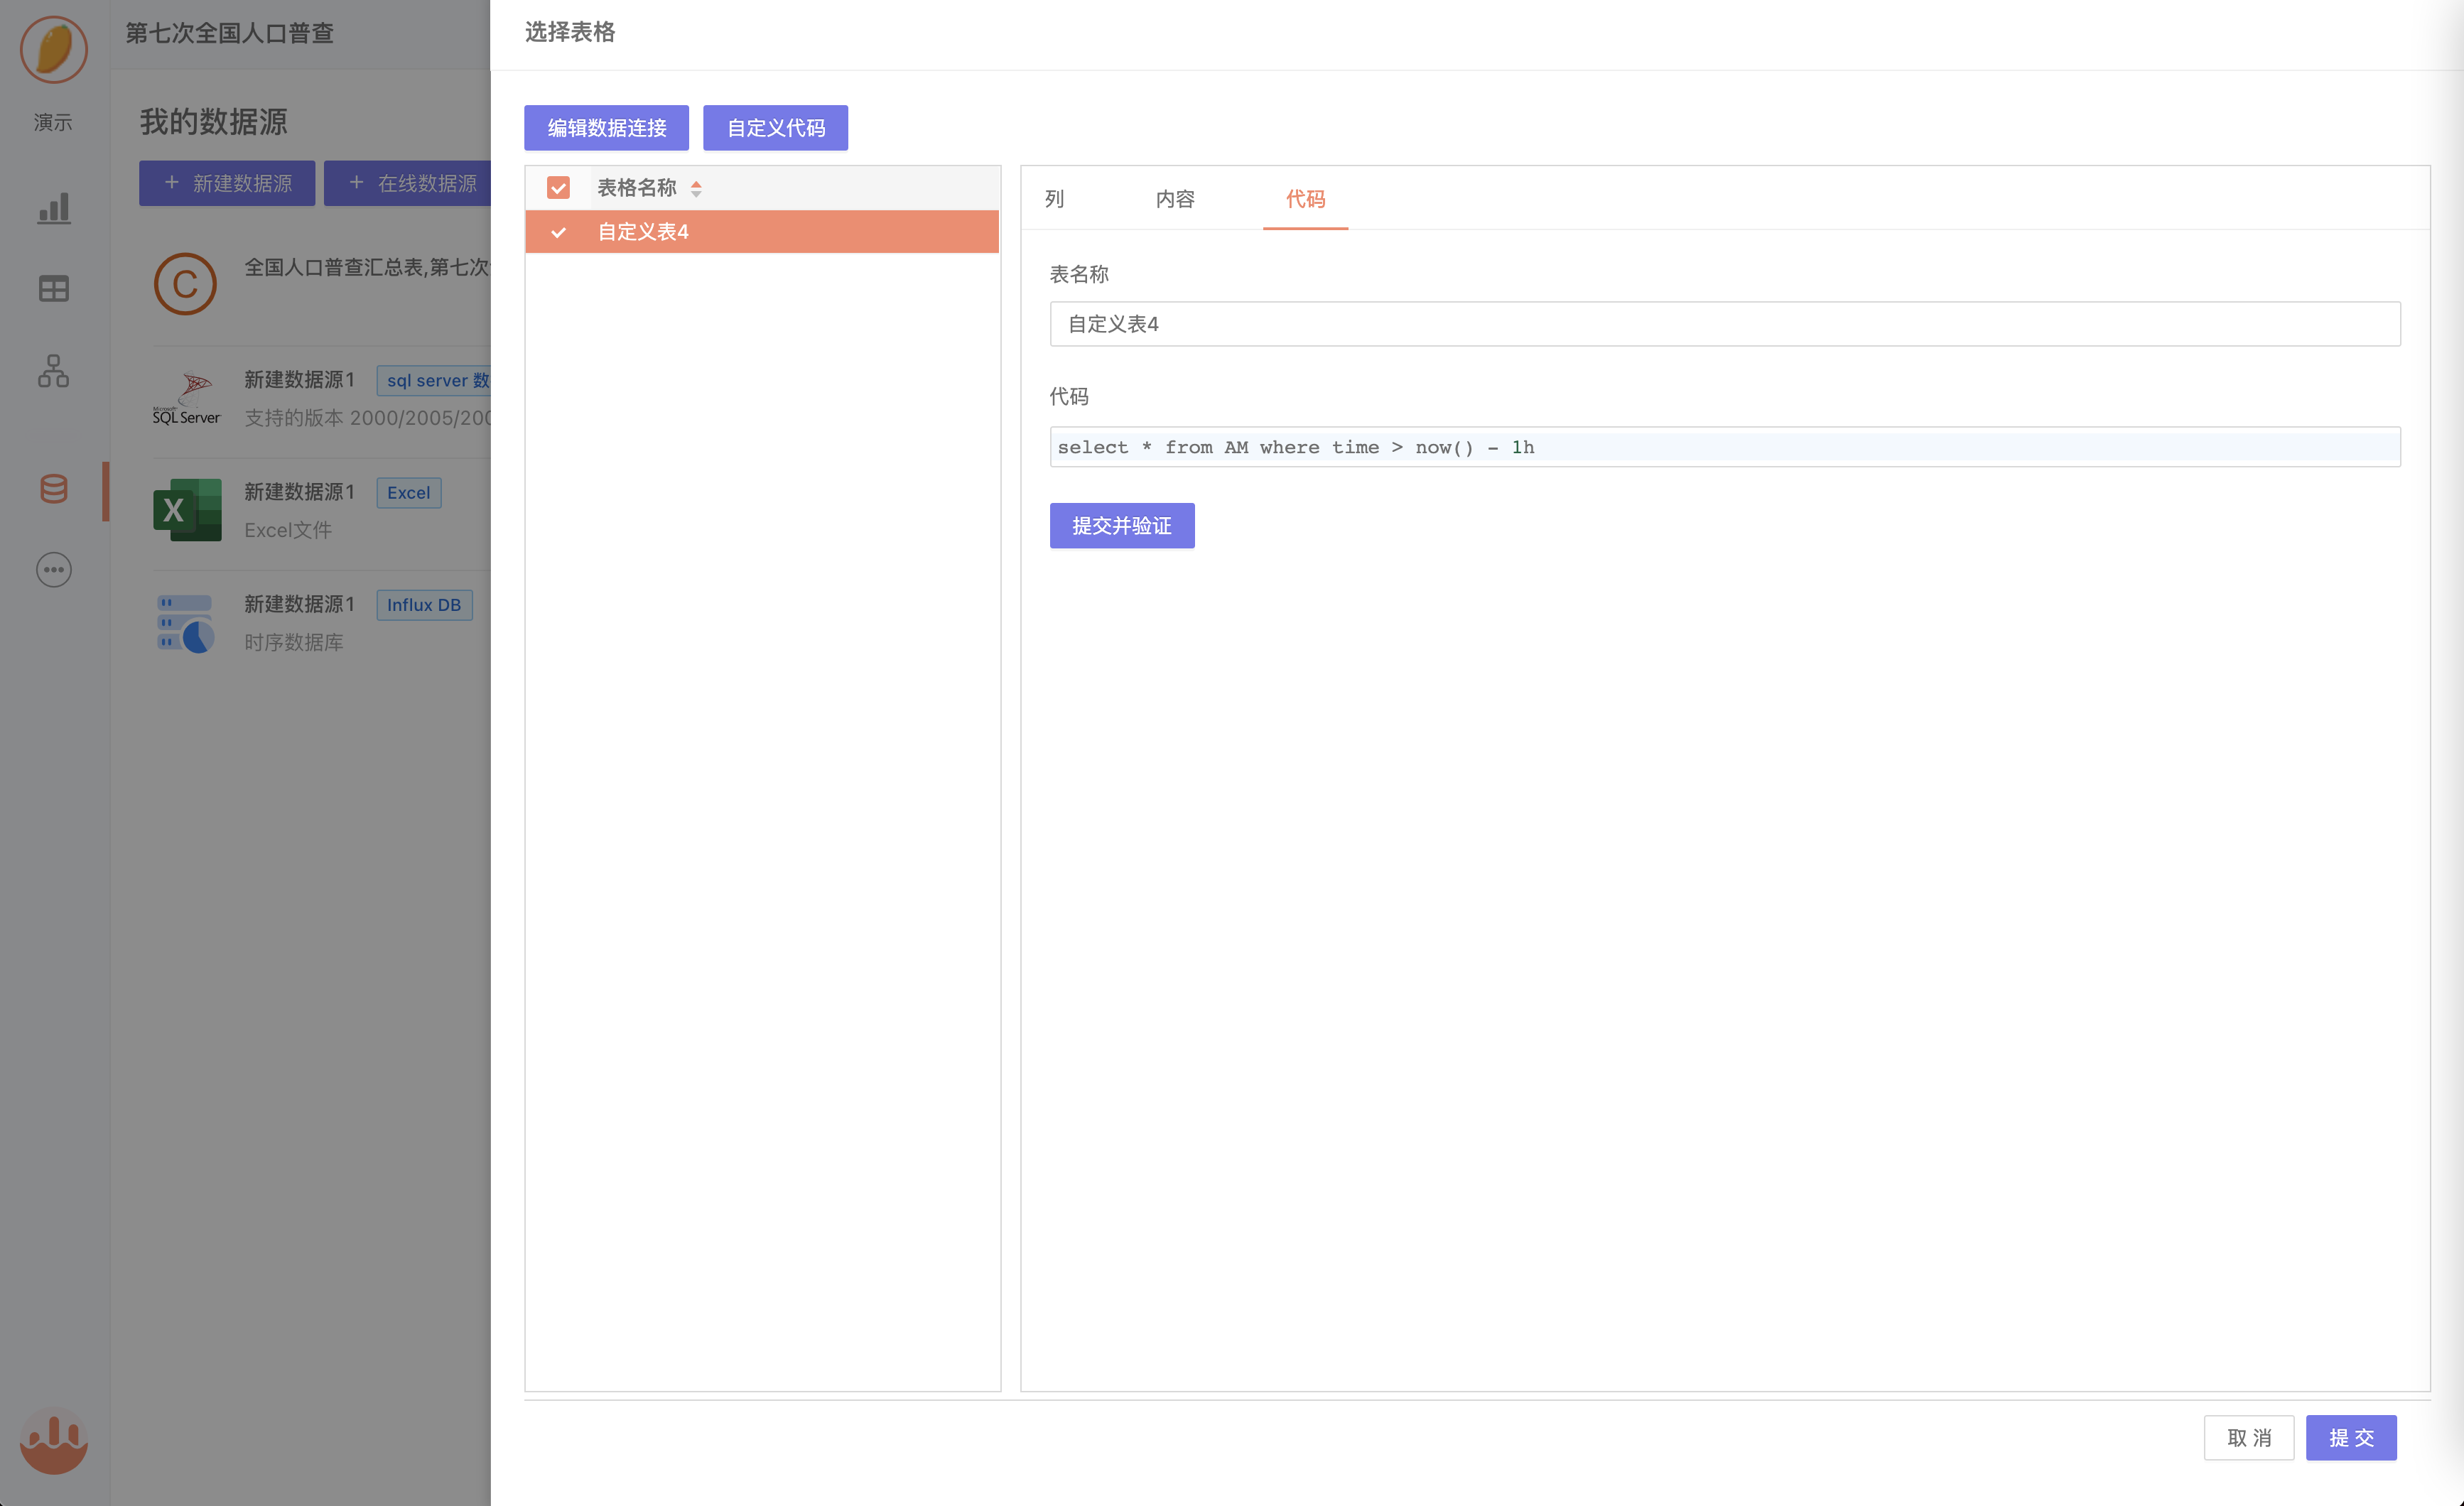 第七次全国人口普查
演示
我的数据源
+ 新建数据源
+ 在线数据源
C
全国人口普查汇总表,第七次
Microsoft
SQL Server
新建数据源1
sql server 数
支持的版本 2000/2005/200
X
新建数据源1
Excel
Excel文件
新建数据源1
Influx DB
时序数据库
选择表格
编辑数据连接
自定义代码
表格名称
自定义表4
列
内容
代码
表名称
自定义表4
代码
select * from AM where time > now() - 1h
提交并验证
取 消
提 交